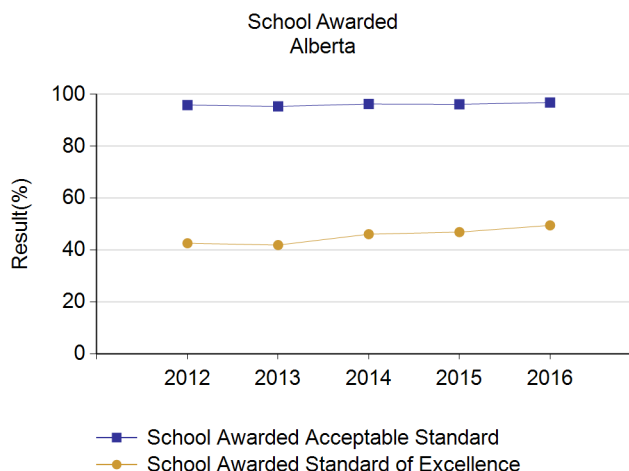 School Awarded
Alberta
100
80
60
40
20
0
Result(%)
2012 2013 2014 2015 2016
School Awarded Acceptable Standard
School Awarded Standard of Excellence